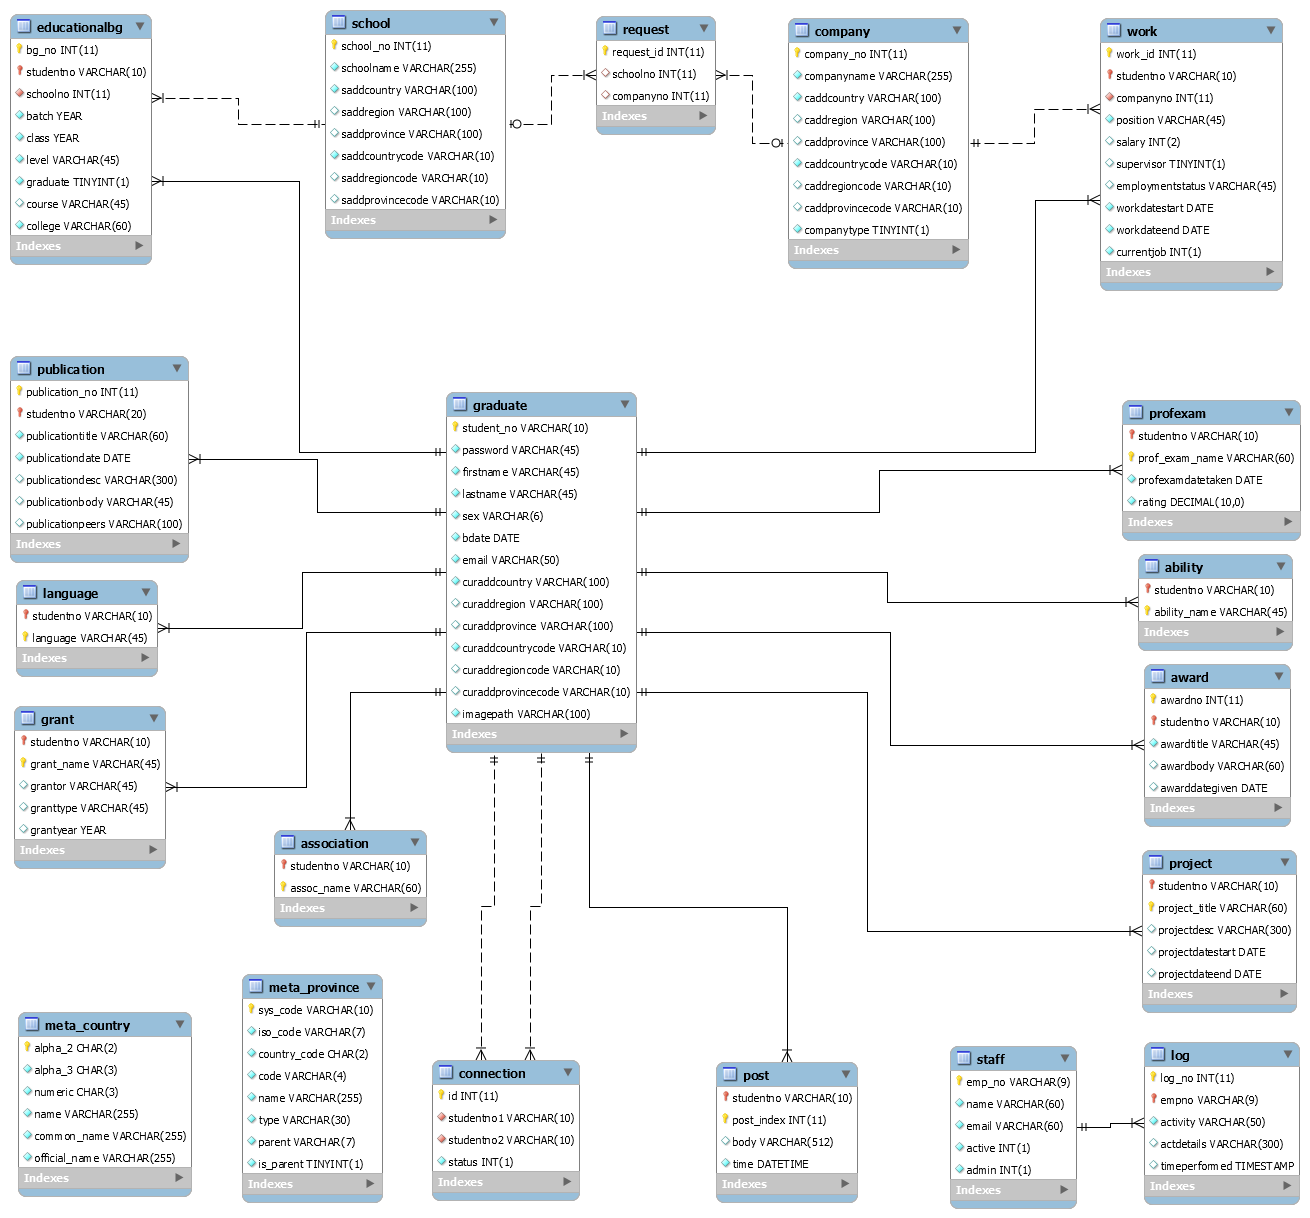 educationalbg
bg_no INT(11)
studentno VARCHAR(10)
schoolno INT(11)
batch YEAR
class YEAR
level VARCHAR(45)
graduate TINYINT(1)
course VARCHAR(45)
college VARCHAR(60)
Indexes
school
school_no INT(11)
schoolname VARCHAR(255)
saddcountry VARCHAR(100)
saddregion VARCHAR(100)
saddprovince VARCHAR(100)
saddcountrycode VARCHAR(10)
saddregioncode VARCHAR(10)
saddprovincecode VARCHAR(10)
Indexes
request
request_id INT(11)
schoolno INT(11)
companyno INT(11)
Indexes
company
company_no INT(11)
companyname VARCHAR(255)
caddcountry VARCHAR(100)
caddregion VARCHAR(100)
caddprovince VARCHAR(100)
caddcountrycode VARCHAR(10)
caddregioncode VARCHAR(10)
caddprovincecode VARCHAR(10)
companytype TINYINT(1)
Indexes
work
work_id INT(11)
studentno VARCHAR(10)
companyno INT(11)
position VARCHAR(45)
salary INT(2)
supervisor TINYINT(1)
employmentstatus VARCHAR(45)
workdatestart DATE
workdateend DATE
currentjob INT(1)
Indexes
publication
publication_no INT(11)
studentno VARCHAR(20)
publicationtitle VARCHAR(60)
publicationdate DATE
publicationdesc VARCHAR(300)
publicationbody VARCHAR(45)
publicationpeers VARCHAR(100)
Indexes
graduate
student_no VARCHAR(10)
password VARCHAR(45)
firstname VARCHAR(45)
lastname VARCHAR(45)
sex VARCHAR(6)
bdate DATE
email VARCHAR(50)
curaddcountry VARCHAR(100)
curaddregion VARCHAR(100)
curaddprovince VARCHAR(100)
curaddcountrycode VARCHAR(10)
curaddregioncode VARCHAR(10)
curaddprovincecode VARCHAR(10)
imagepath VARCHAR(100)
Indexes
profexam
studentno VARCHAR(10)
prof_exam_name VARCHAR(60)
profexamdatetaken DATE
rating DECIMAL(10,0)
Indexes
language
studentno VARCHAR(10)
language VARCHAR(45)
Indexes
ability
studentno VARCHAR(10)
ability_name VARCHAR(45)
Indexes
grant
studentno VARCHAR(10)
grant_name VARCHAR(45)
grantor VARCHAR(45)
granttype VARCHAR(45)
grantyear YEAR
Indexes
award
awardno INT(11)
studentno VARCHAR(10)
awardtitle VARCHAR(45)
awardbody VARCHAR(60)
awarddategiven DATE
Indexes
association
studentno VARCHAR(10)
assoc_name VARCHAR(60)
Indexes
project
studentno VARCHAR(10)
project_title VARCHAR(60)
projectdesc VARCHAR(300)
projectdatestart DATE
projectdateend DATE
Indexes
meta_country
alpha_2 CHAR(2)
alpha_3 CHAR(3)
numeric CHAR(3)
name VARCHAR(255)
common_name VARCHAR(255)
official_name VARCHAR(255)
Indexes
meta_province
sys_code VARCHAR(10)
iso_code VARCHAR(7)
country_code CHAR(2)
code VARCHAR(4)
name VARCHAR(255)
type VARCHAR(30)
parent VARCHAR(7)
is_parent TINYINT(1)
Indexes
connection
id INT(11)
studentno1 VARCHAR(10)
studentno2 VARCHAR(10)
status INT(1)
Indexes
post
studentno VARCHAR(10)
post_index INT(11)
body VARCHAR(512)
time DATETIME
Indexes
staff
emp_no VARCHAR(9)
name VARCHAR(60)
email VARCHAR(60)
active INT(1)
admin INT(1)
Indexes
log
log_no INT(11)
empno VARCHAR(9)
activity VARCHAR(50)
actdetails VARCHAR(300)
timeperformed TIMESTAMP
Indexes